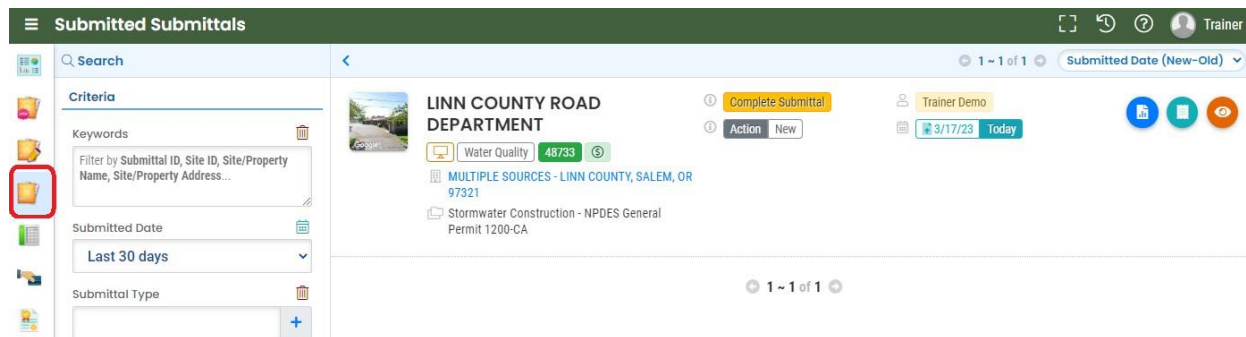 Submitted Submittals
Trainer
Search
1 ~ 1 of 1
Submitted Date (New-Old)
Criteria
Keywords
Filter by Submittal ID, Site ID, Site/Property
Name, Site/Property Address...
Submitted Date
Last 30 days
Submittal Type
+
LINN COUNTY ROAD
DEPARTMENT
Water Quality 48733
MULTIPLE SOURCES - LINN COUNTY, SALEM, OR
97321
Stormwater Construction - NPDES General
Permit 1200-CA
Complete Submittal
Action New
Trainer Demo
3/17/23 Today
Google
1 ~ 1 of 1